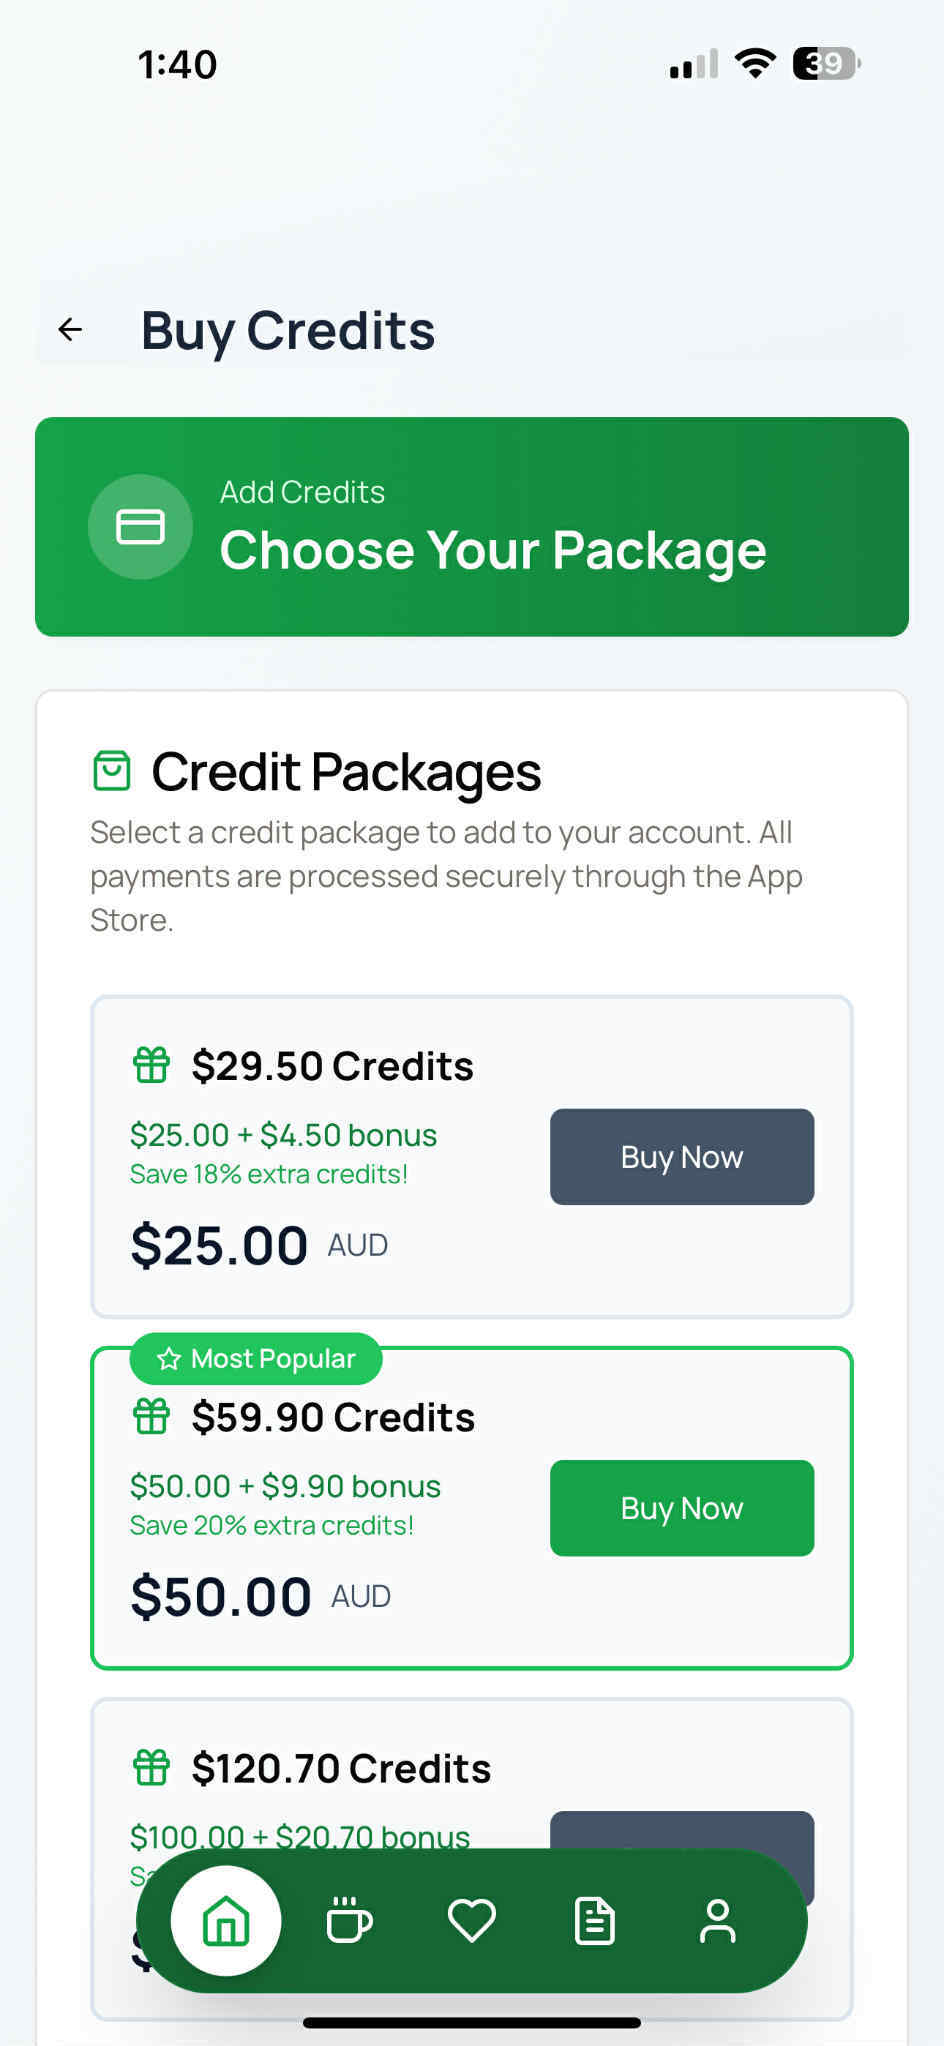 1:40
39
Buy Credits
Add Credits
Choose Your Package
Credit Packages
Select a credit package to add to your account. All
payments are processed securely through the App
Store.
$29.50 Credits
$25.00 + $4.50 bonus
Save 18% extra credits!
Buy Now
$25.00 AUD
Most Popular
$59.90 Credits
$50.00 + $9.90 bonus
Save 20% extra credits!
Buy Now
$50.00 AUD
$120.70 Credits
$100.00 + $20.70 bonus